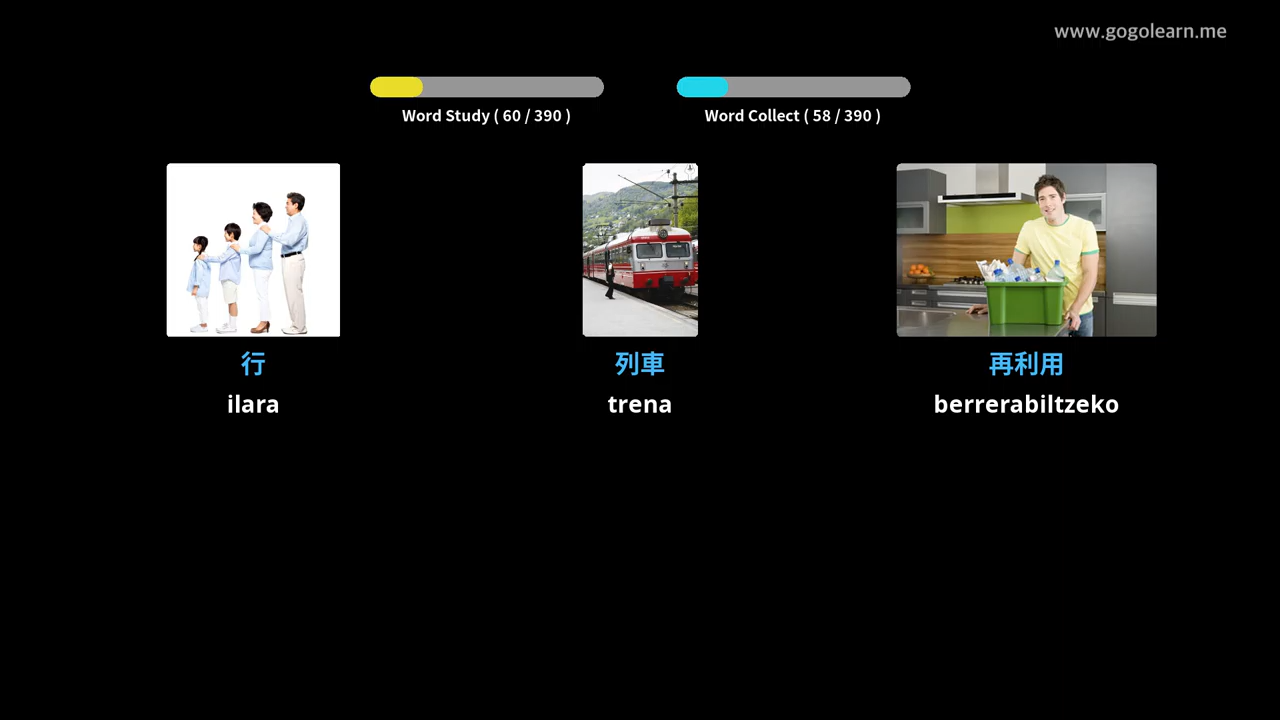 www.gogolearn.me
Word Study ( 60 / 390 )
Word Collect ( 58 / 390 )
行
列車
再利用
ilara
trena
berrerabiltzeko